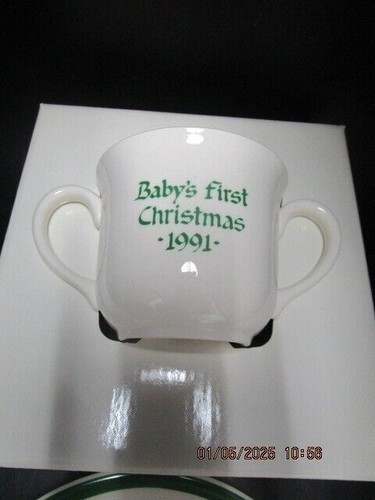 Baby's First
Christmas
·1991·
01/05/2025 10:56